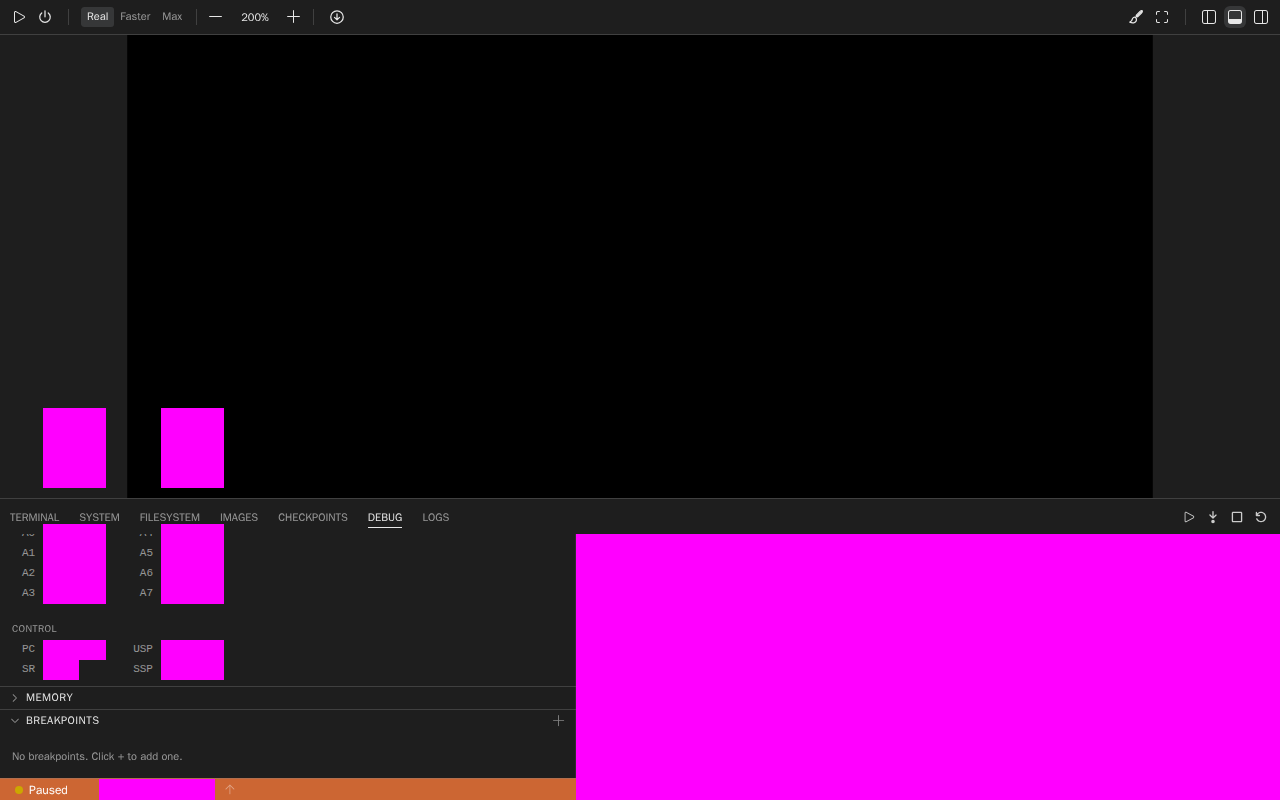 Real Faster Max 200%
TERMINAL SYSTEM FILESYSTEM IMAGES CHECKPOINTS DEBUG LOGS
A1 A5
A2 A6
A3 A7
CONTROL
PC USP
SR SSP
MEMORY
BREAKPOINTS
No breakpoints. Click + to add one.
Paused